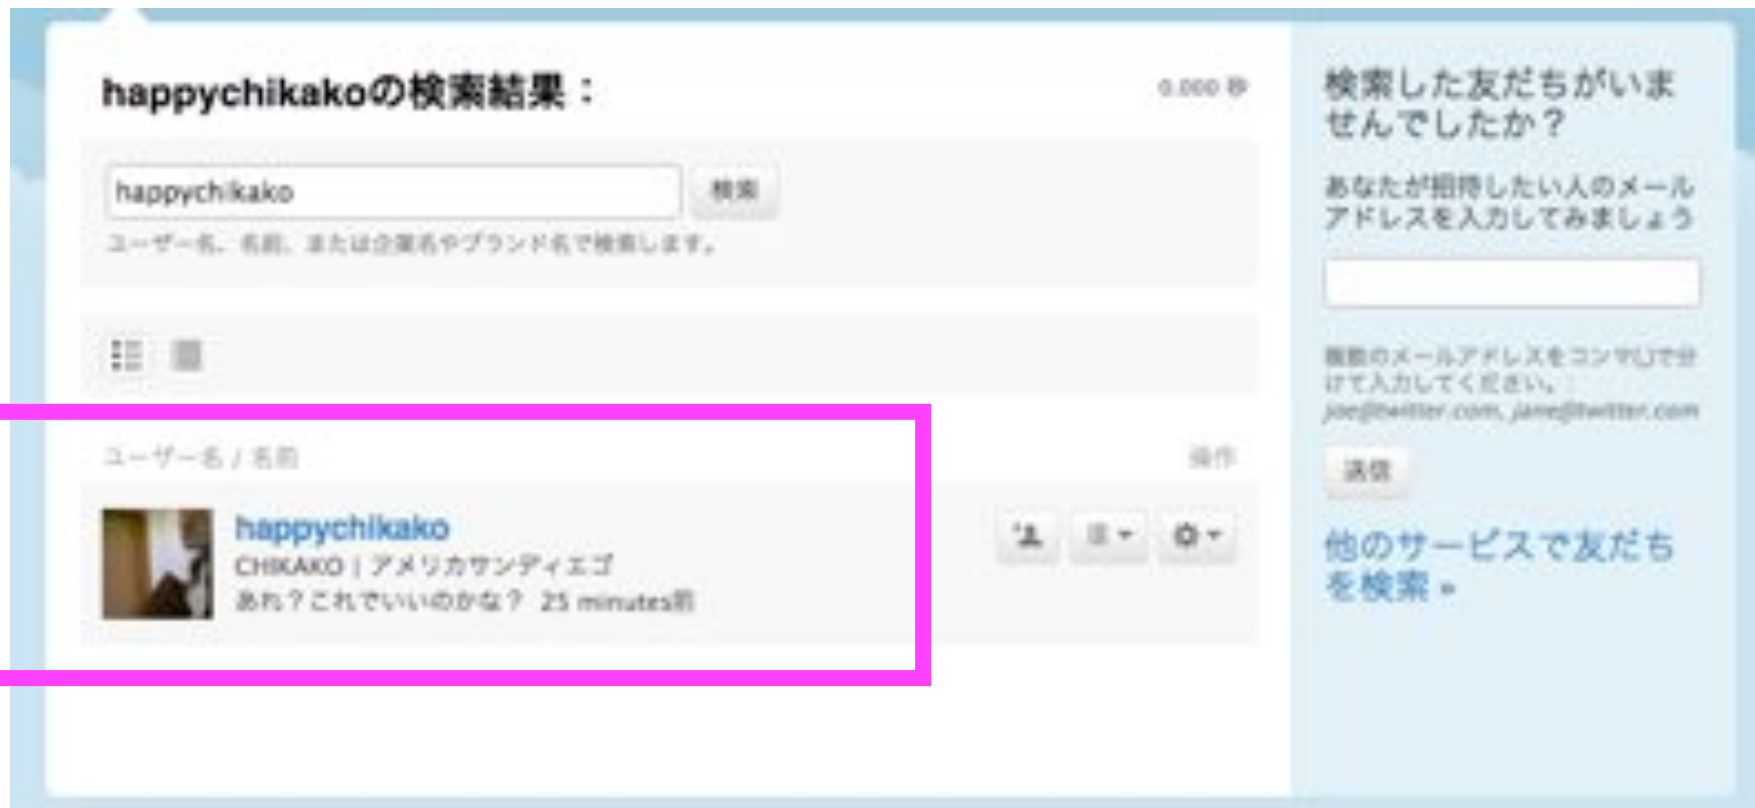 happychikakoの検索結果：
0.000 秒
happychikako
検索
ユーザー名、名前、または企業名やブランド名で検索します。
ユーザー名 / 名前
操作
happychikako
CHIKAKO | アメリカサンディエゴ
あれ？これでいいのかな？ 25 minutes前
検索した友だちがいま
せんでしたか？
あなたが招待したい人のメール
アドレスを入力してみましょう
複数のメールアドレスをコンマ(,)で分
けて入力してください。:
joe@twitter.com, jane@twitter.com
送信
他のサービスで友だち
を検索 »